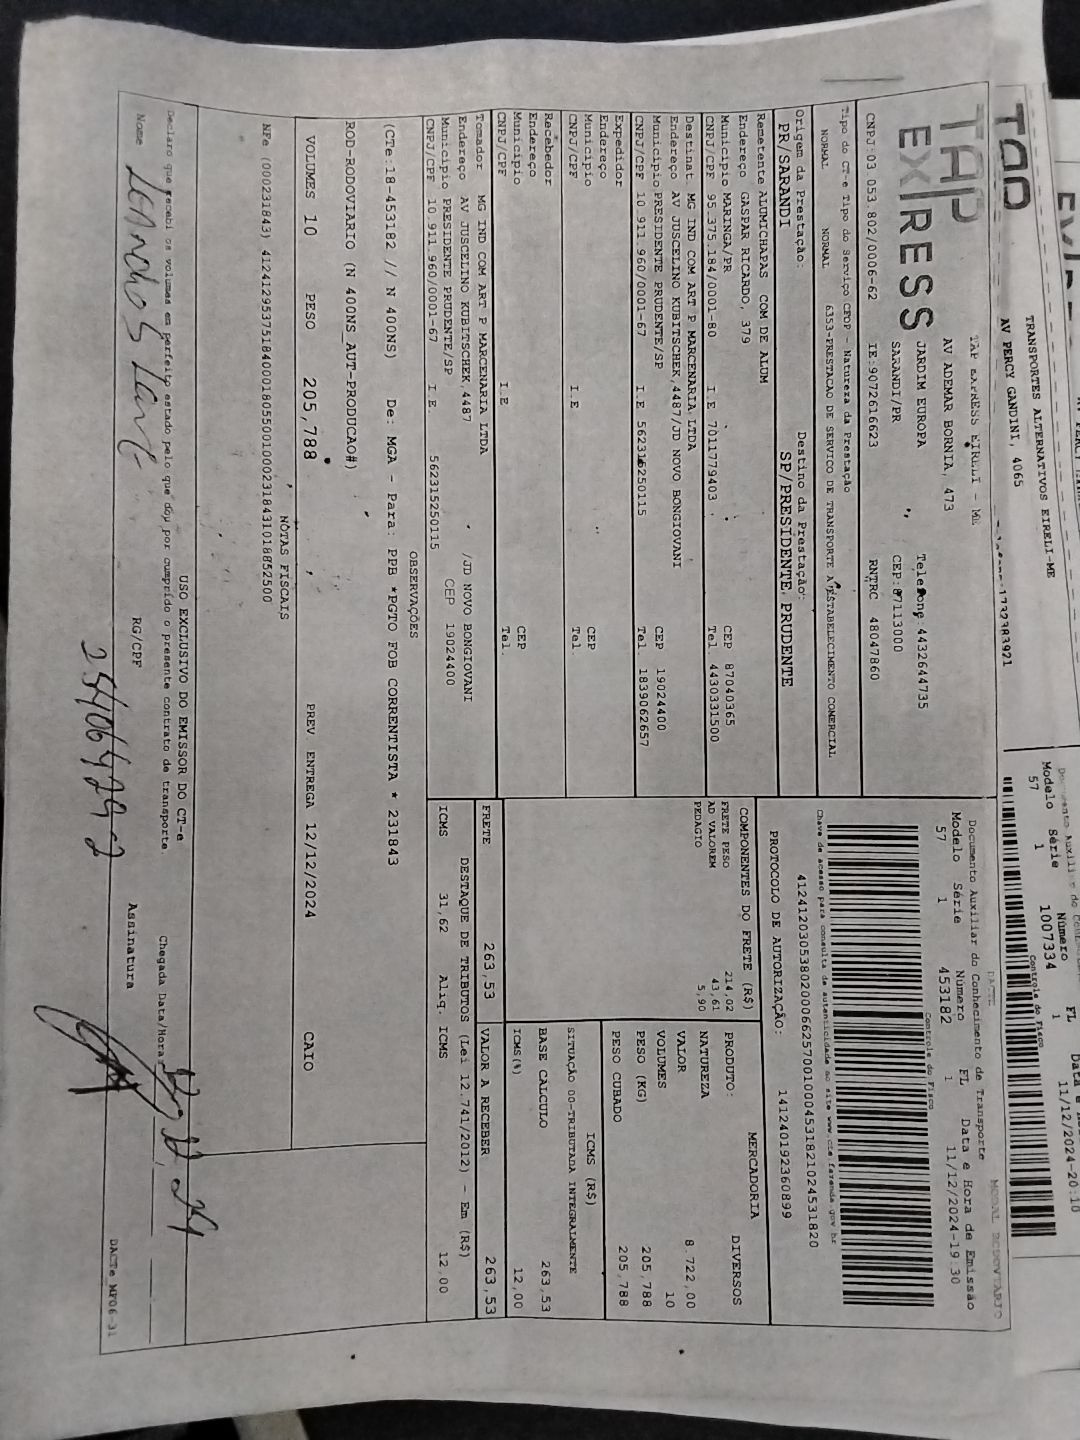 TRANSPORTES ALTERNATIVOS EIRELI-ME
AV PERCY GANDINI, 4065
Modelo Série Número FL
57 1 1007334 1 11/12/2024-20:10
Controle do Fisco
TAP
EXPRESS
TAP EXPRESS EIRELI - ME
AV ADEMAR BORNIA, 473
JARDIM EUROPA
SARANDI/PR
Telefone: 4432644735
CEP: 87113000
CNPJ: 03.053.802/0006-62 IE: 9072616623 RNTRC 48047860
DACTE MODAL RODOVIÁRIO
Documento Auxiliar do Conhecimento de Transporte
Modelo Série Número FL Data e Hora de Emissão
57 1 453182 1 11/12/2024-19:30
Controle do Fisco
Tipo do CT-e Tipo do Serviço CFOP - Natureza da Prestação
NORMAL NORMAL 6353-PRESTACAO DE SERVICO DE TRANSPORTE A ESTABELECIMENTO COMERCIAL
Chave de acesso para consulta de autenticidade no site www.cte.fazenda.gov.br
41241203053802000662570010004531821024531820
PROTOCOLO DE AUTORIZAÇÃO: 141240192360899
Origem da Prestação: Destino da Prestação:
PR/SARANDI SP/PRESIDENTE PRUDENTE
Remetente ALUMICHAPAS COM DE ALUM
Endereço GASPAR RICARDO, 379
Município MARINGA/PR CEP 87040365
CNPJ/CPF 95.375.184/0001-80 I.E 7011779403 Tel. 4430331500
Destinat MG IND COM ART P MARCENARIA LTDA
Endereço AV JUSCELINO KUBITSCHEK,4487/JD NOVO BONGIOVANI
Município PRESIDENTE PRUDENTE/SP CEP 19024400
CNPJ/CPF 10.911.960/0001-67 I.E 562315250115 Tel. 1839062657
Expedidor
Endereço
Município CEP
CNPJ/CPF I.E Tel.
Recebedor
Endereço
Município CEP
CNPJ/CPF I.E Tel.
Tomador MG IND COM ART P MARCENARIA LTDA
Endereço AV JUSCELINO KUBITSCHEK,4487 /JD NOVO BONGIOVANI
Município PRESIDENTE PRUDENTE/SP CEP 19024400
CNPJ/CPF 10.911.960/0001-67 I.E. 562315250115
COMPONENTES DO FRETE (R$)
FRETE PESO 214,02
AD VALOREM 43,61
PEDAGIO 5,90
MERCADORIA
PRODUTO: DIVERSOS
NATUREZA
VALOR 8.722,00
VOLUMES 10
PESO (KG) 205,788
PESO CUBADO 205,788
ICMS (R$)
SITUAÇÃO 00-TRIBUTADA INTEGRALMENTE
BASE CALCULO 263,53
ICMS(%) 12,00
FRETE 263,53 VALOR A RECEBER 263,53
DESTAQUE DE TRIBUTOS (Lei 12.741/2012) - Em (R$)
ICMS 31,62 Aliq. ICMS 12,00
OBSERVAÇÕES
(CTe:18-453182 // N 400NS) De: MGA - Para: PPB *PGTO FOB CORRENTISTA * 231843
ROD-RODOVIARIO (N 400NS_AUT-PRODUCAO#)
VOLUMES 10 PESO 205,788 PREV ENTREGA 12/12/2024 CAIO
NOTAS FISCAIS
NFe (000231843) 41241295375184000180550010002318431018852500
USO EXCLUSIVO DO EMISSOR DO CT-e
Declaro que recebi os volumes em perfeito estado pelo que dou por cumprido o presente contrato de transporte.
Chegada Data/Hora
Nome RG/CPF Assinatura
DACTe MF06-31